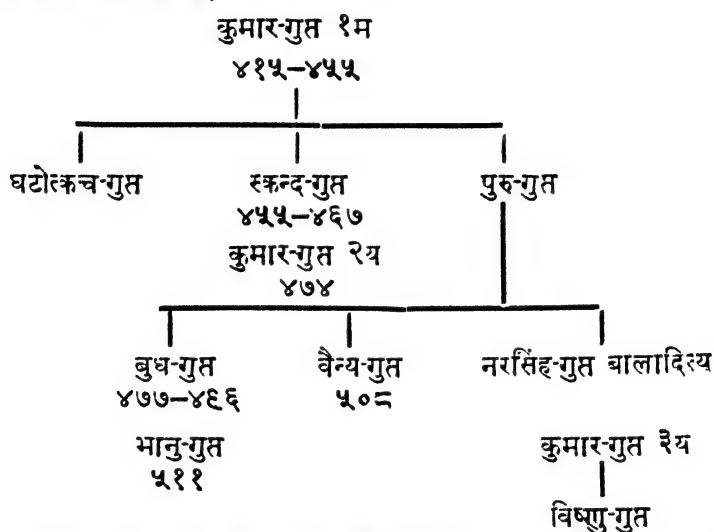 कुमार-गुप्त १म
४१५–४५५
घटोत्कच-गुप्त स्कन्द-गुप्त पुरु-गुप्त
४५५–४६७
कुमार-गुप्त २य
४७४
बुध-गुप्त वैन्य-गुप्त नरसिंह-गुप्त बालादित्य
४७७–४९६ ५०८
भानु-गुप्त कुमार-गुप्त ३य
५११
विष्णु-गुप्त